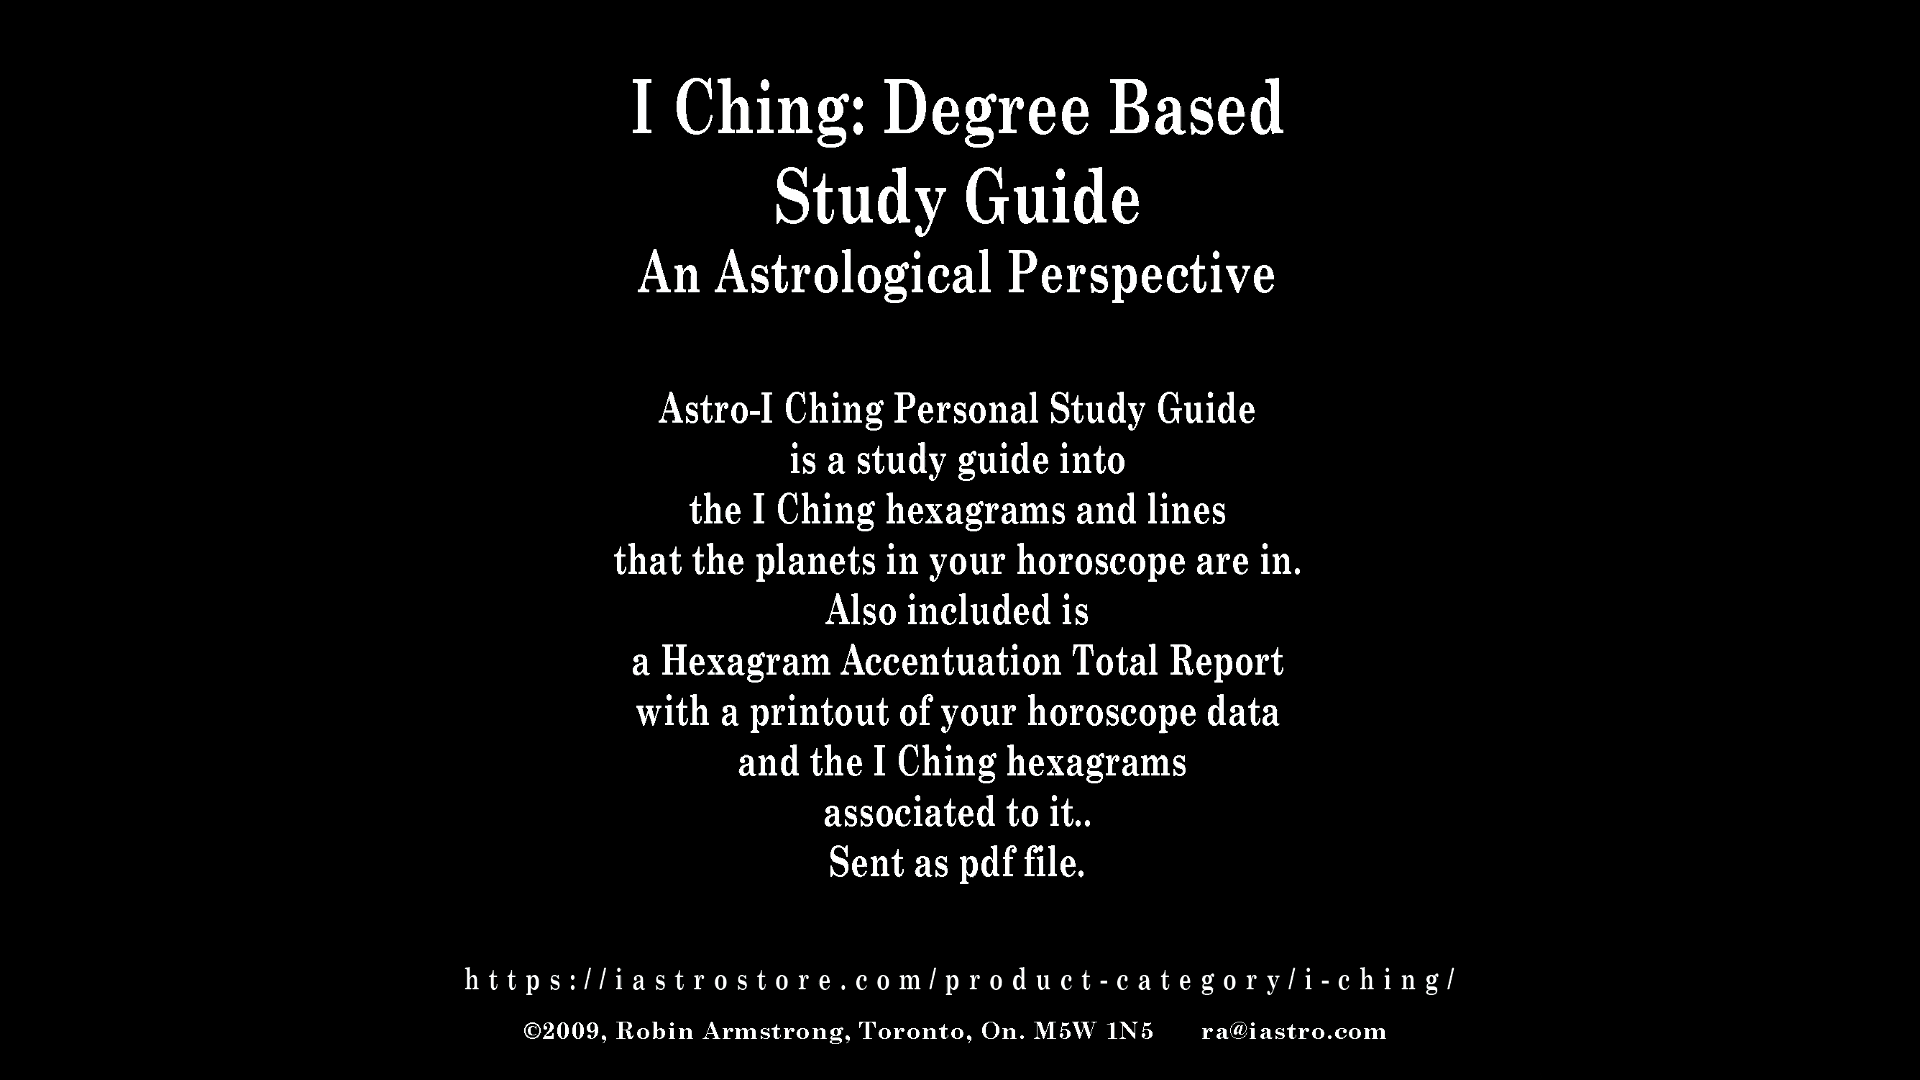 I Ching: Degree Based
Study Guide
An Astrological Perspective
Astro-I Ching Personal Study Guide
is a study guide into
the I Ching hexagrams and lines
that the planets in your horoscope are in.
Also included is
a Hexagram Accentuation Total Report
with a printout of your horoscope data
and the I Ching hexagrams
associated to it..
Sent as pdf file.
https://iastrostore.com/product-category/i-ching/
©2009, Robin Armstrong, Toronto, On. M5W 1N5 ra@iastro.com